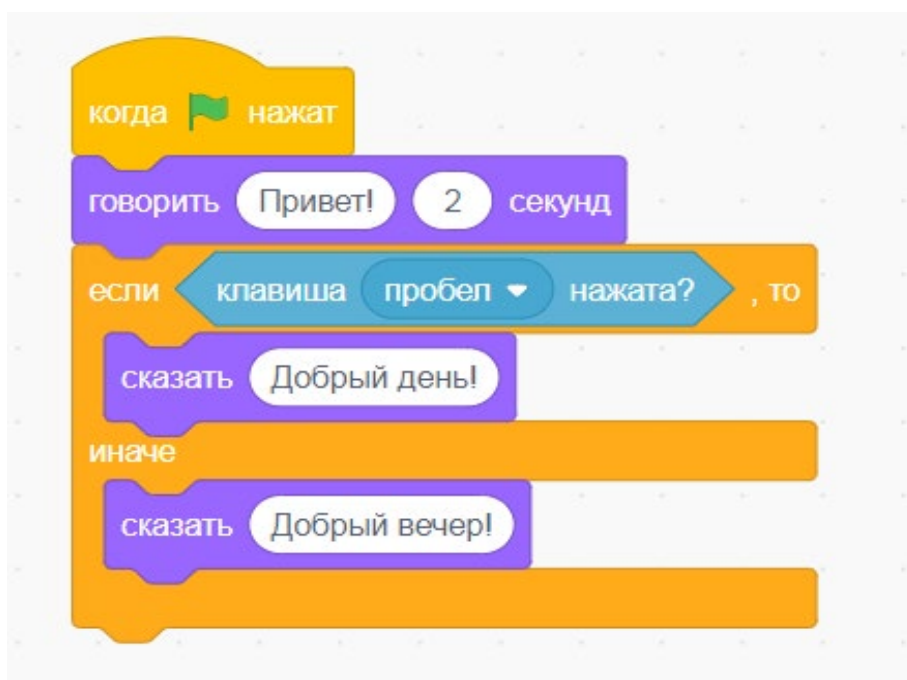 когда нажат
говорить Привет! 2 секунд
если клавиша пробел нажата? , то
сказать Добрый день!
иначе
сказать Добрый вечер!